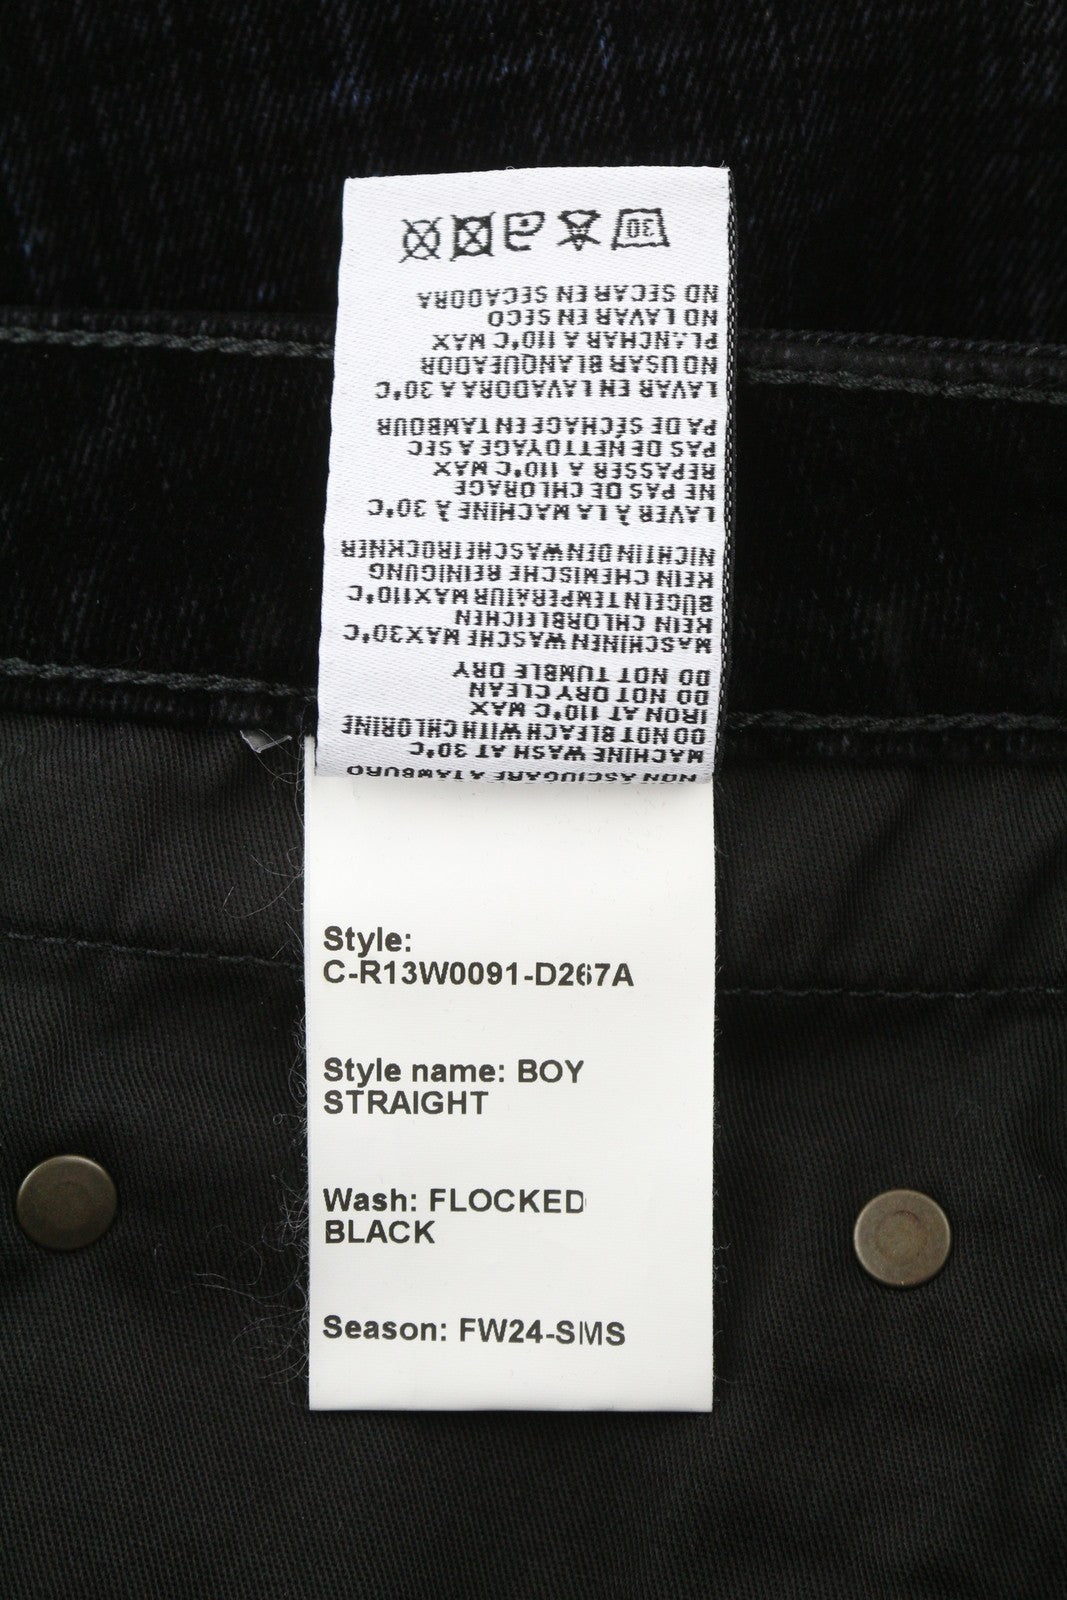 NON ASCIUGARE A TAMBURO
MACHINE WASH AT 30°C
DO NOT BLEACH WITH CHLORINE
IRON AT 110°C MAX
DO NOT DRY CLEAN
DO NOT TUMBLE DRY
MASCHINEN WASCHE MAX30°C
KEIN CHLORBLEICHEN
BÜGELN TEMPERATUR MAX110°C
KEIN CHEMISCHE REINIGUNG
NICHT IN DEN WASCHETROCKNER
LAVER À LA MACHINE À 30°C
NE PAS DE CHLORAGE
REPASSER A 110°C MAX
PAS DE NÉTTOYAGE A SEC
PA DE SÉCHAGE EN TAMBOUR
LAVAR EN LAVADORA A 30°C
NO USAR BLANQUEADOR
PLANCHAR A 110°C MAX
NO LAVAR EN SECO
NO SECAR EN SECADORA
30
Style:
C-R13W0091-D267A
Style name: BOY
STRAIGHT
Wash: FLOCKED
BLACK
Season: FW24-SMS